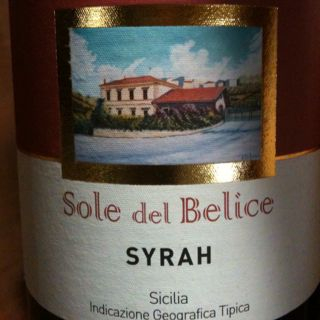 Sole del Belice
SYRAH
Sicilia
Indicazione Geografica Tipica